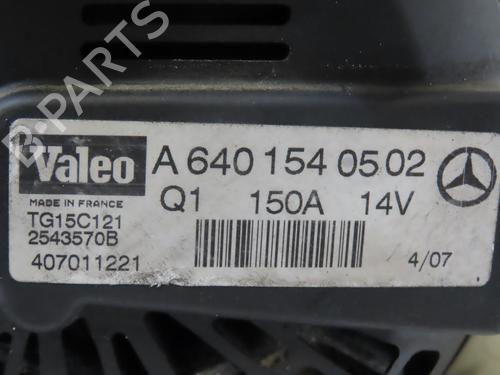 B-PARTS
Valeo
A 640 154 05 02
MADE IN FRANCE
Q1 150A 14V
TG15C121
2543570B
407011221
4/07